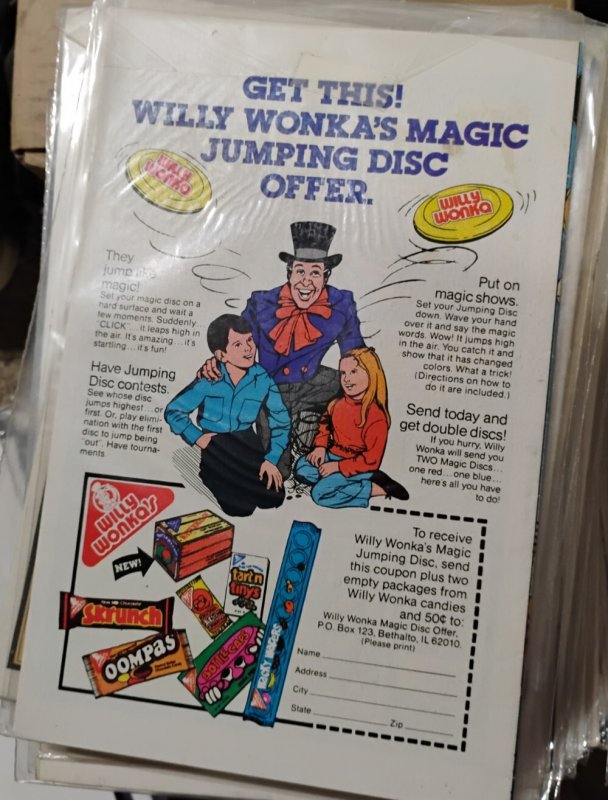 GET THIS!
WILLY WONKA'S MAGIC
JUMPING DISC
OFFER.
WILLY
WONKA
WILLY
WONKA
They
jump like
magic!
Set your magic disc on a
hard surface and wait a
few moments. Suddenly..
"CLICK"... it leaps high in
the air. It's amazing...it's
startling...it's fun!
Have Jumping
Disc contests.
See whose disc
jumps highest...or
first. Or, play elimi-
nation with the first
disc to jump being
"out". Have tourna-
ments.
Put on
magic shows.
Set your Jumping Disc
down. Wave your hand
over it and say the magic
words. Wow! It jumps high
in the air. You catch it and
show that it has changed
colors. What a trick!
(Directions on how to
do it are included.)
Send today and
get double discs!
If you hurry, Willy
Wonka will send you
TWO Magic Discs...
one red...one blue...
here's all you have
to do!
WILLY
WONKA'S
NEW!
SKRUNCH
OOMPAS
tart n
tinys
BOTTLE CAPS
To receive
Willy Wonka's Magic
Jumping Disc, send
this coupon plus two
empty packages from
Willy Wonka candies
and 50¢ to:
Willy Wonka Magic Disc Offer,
P.O. Box 123, Bethalto, IL 62010.
(Please print)
Name
Address
City
State Zip